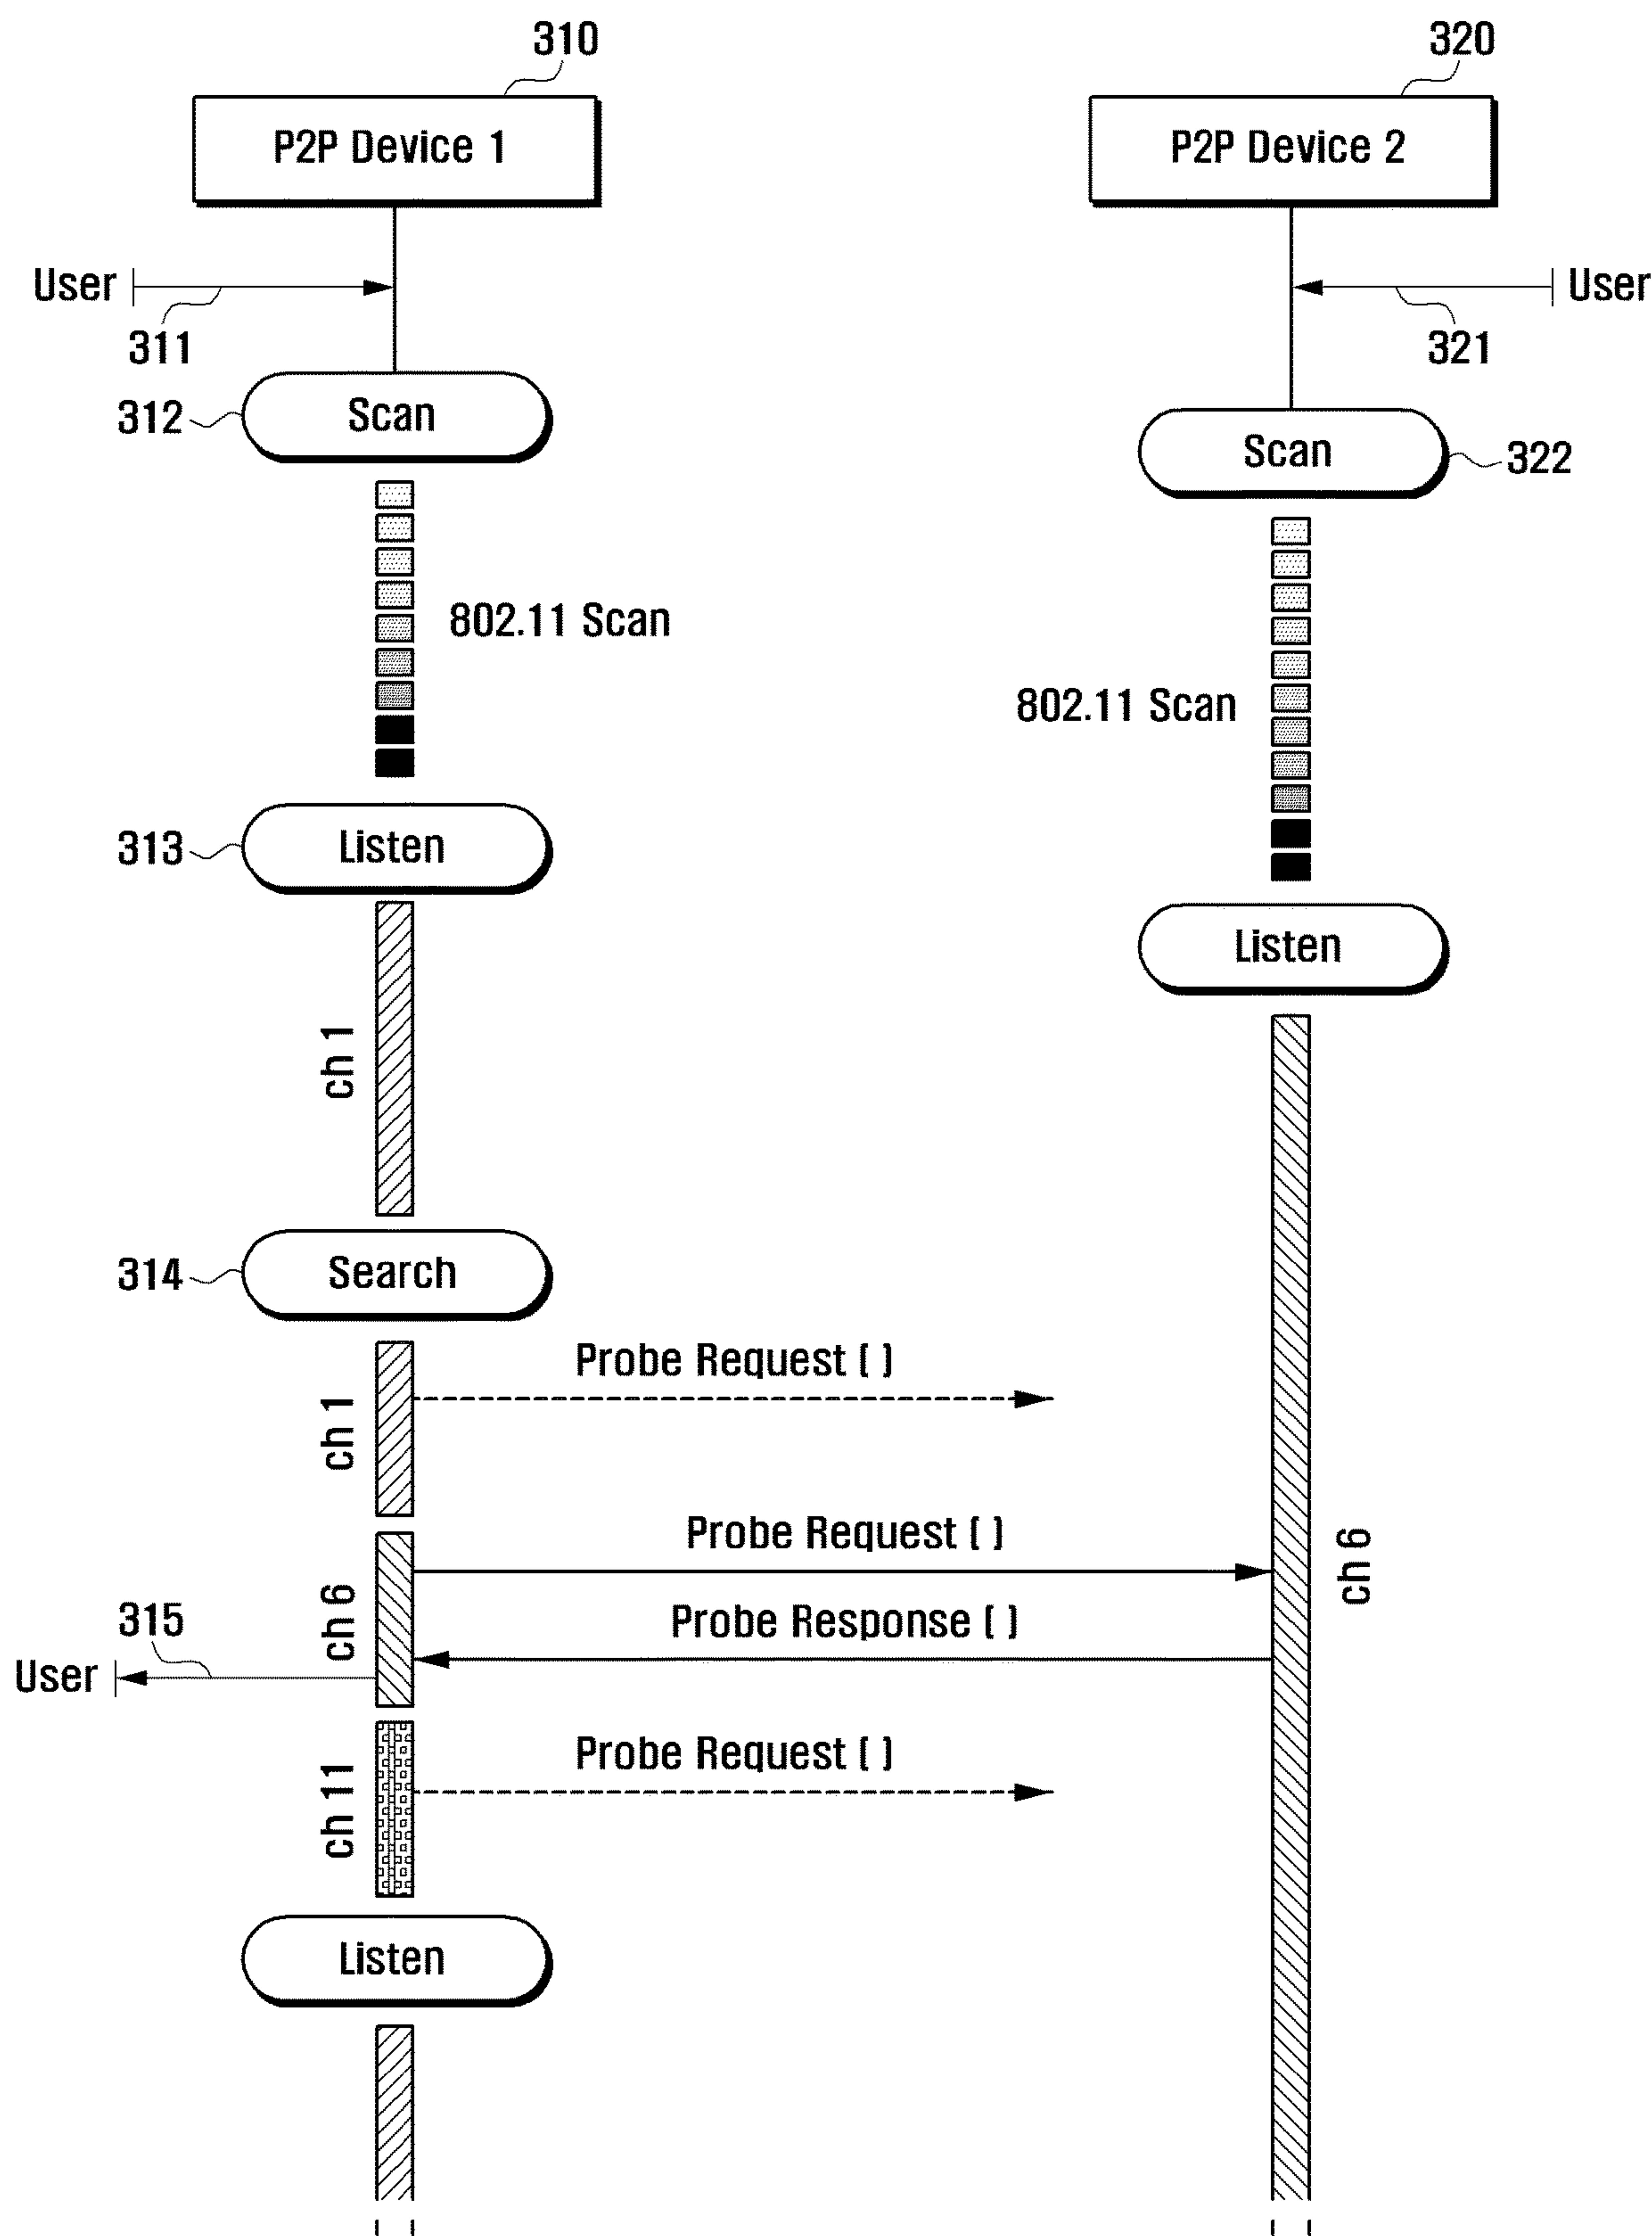 310
320
P2P Device 1
P2P Device 2
User
User
311
321
312
Scan
Scan
322
802.11 Scan
802.11 Scan
313
Listen
Listen
ch 1
314
Search
Probe Request ( )
ch 1
Probe Request ( )
ch 6
ch 6
Probe Response ( )
315
User
Probe Request ( )
ch 11
Listen